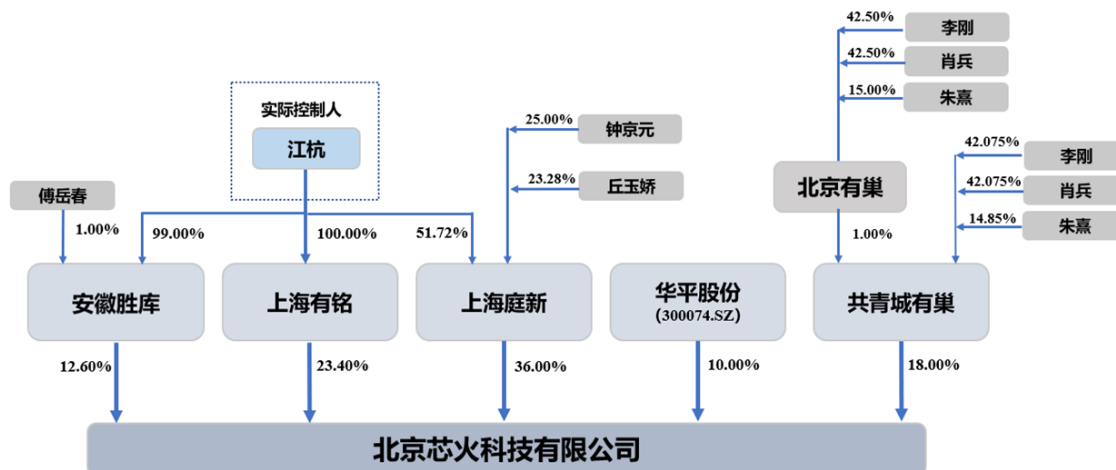 42.50%
李刚
42.50%
肖兵
15.00%
朱熹
实际控制人
江杭
25.00%
钟京元
23.28%
丘玉娇
42.075%
李刚
42.075%
肖兵
14.85%
朱熹
北京有巢
傅岳春
1.00%
99.00%
100.00%
51.72%
1.00%
安徽胜库
上海有铭
上海庭新
华平股份
（300074.SZ）
共青城有巢
12.60%
23.40%
36.00%
10.00%
18.00%
北京芯火科技有限公司